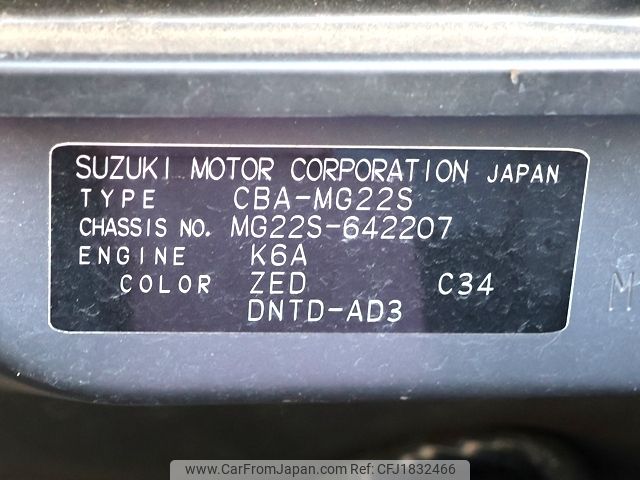 SUZUKI MOTOR CORPORATION JAPAN
TYPE CBA-MG22S
CHASSIS NO. MG22S-642207
ENGINE K6A
COLOR ZED C34
DNTD-AD3
M
www.CarFromJapan.com Ref:CFJ1832466